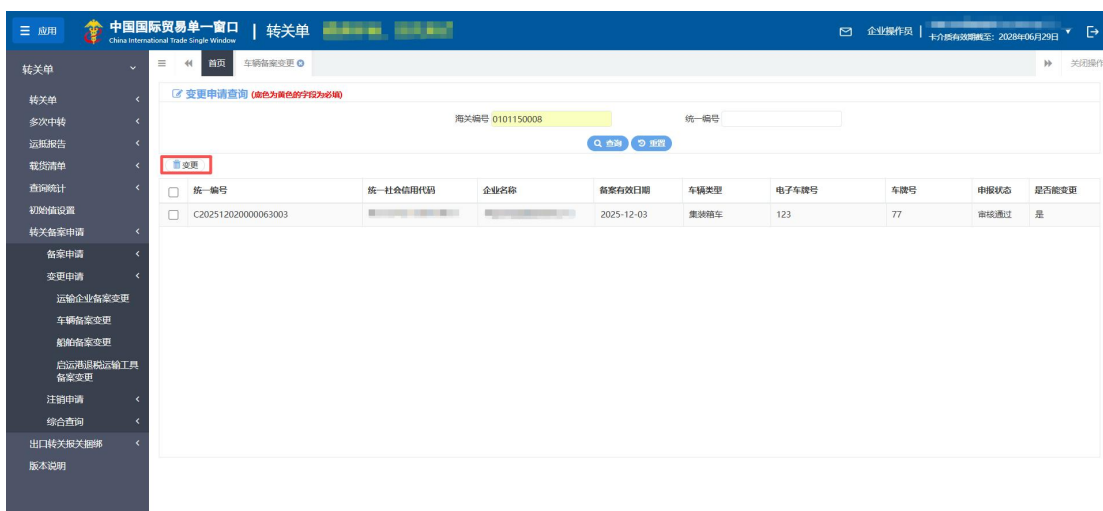 应用
中国国际贸易单一窗口
China International Trade Single Window
转关单
企业操作员
卡介质有效期截至: 2028年06月29日
转关单
首页
车辆备案变更
关闭操作
变更申请查询 (底色为黄色的字段为必填)
海关编号 0101150008
统一编号
查询
重置
变更
统一编号 统一社会信用代码 企业名称 备案有效日期 车辆类型 电子车牌号 车牌号 申报状态 是否能变更
C202512020000063003 2025-12-03 集装箱车 123 77 审核通过 是
转关单
多次中转
运抵报告
载货清单
查询统计
初始值设置
转关备案申请
备案申请
变更申请
运输企业备案变更
车辆备案变更
船舶备案变更
启运港退税运输工具
备案变更
注销申请
综合查询
出口转关报关捆绑
版本说明